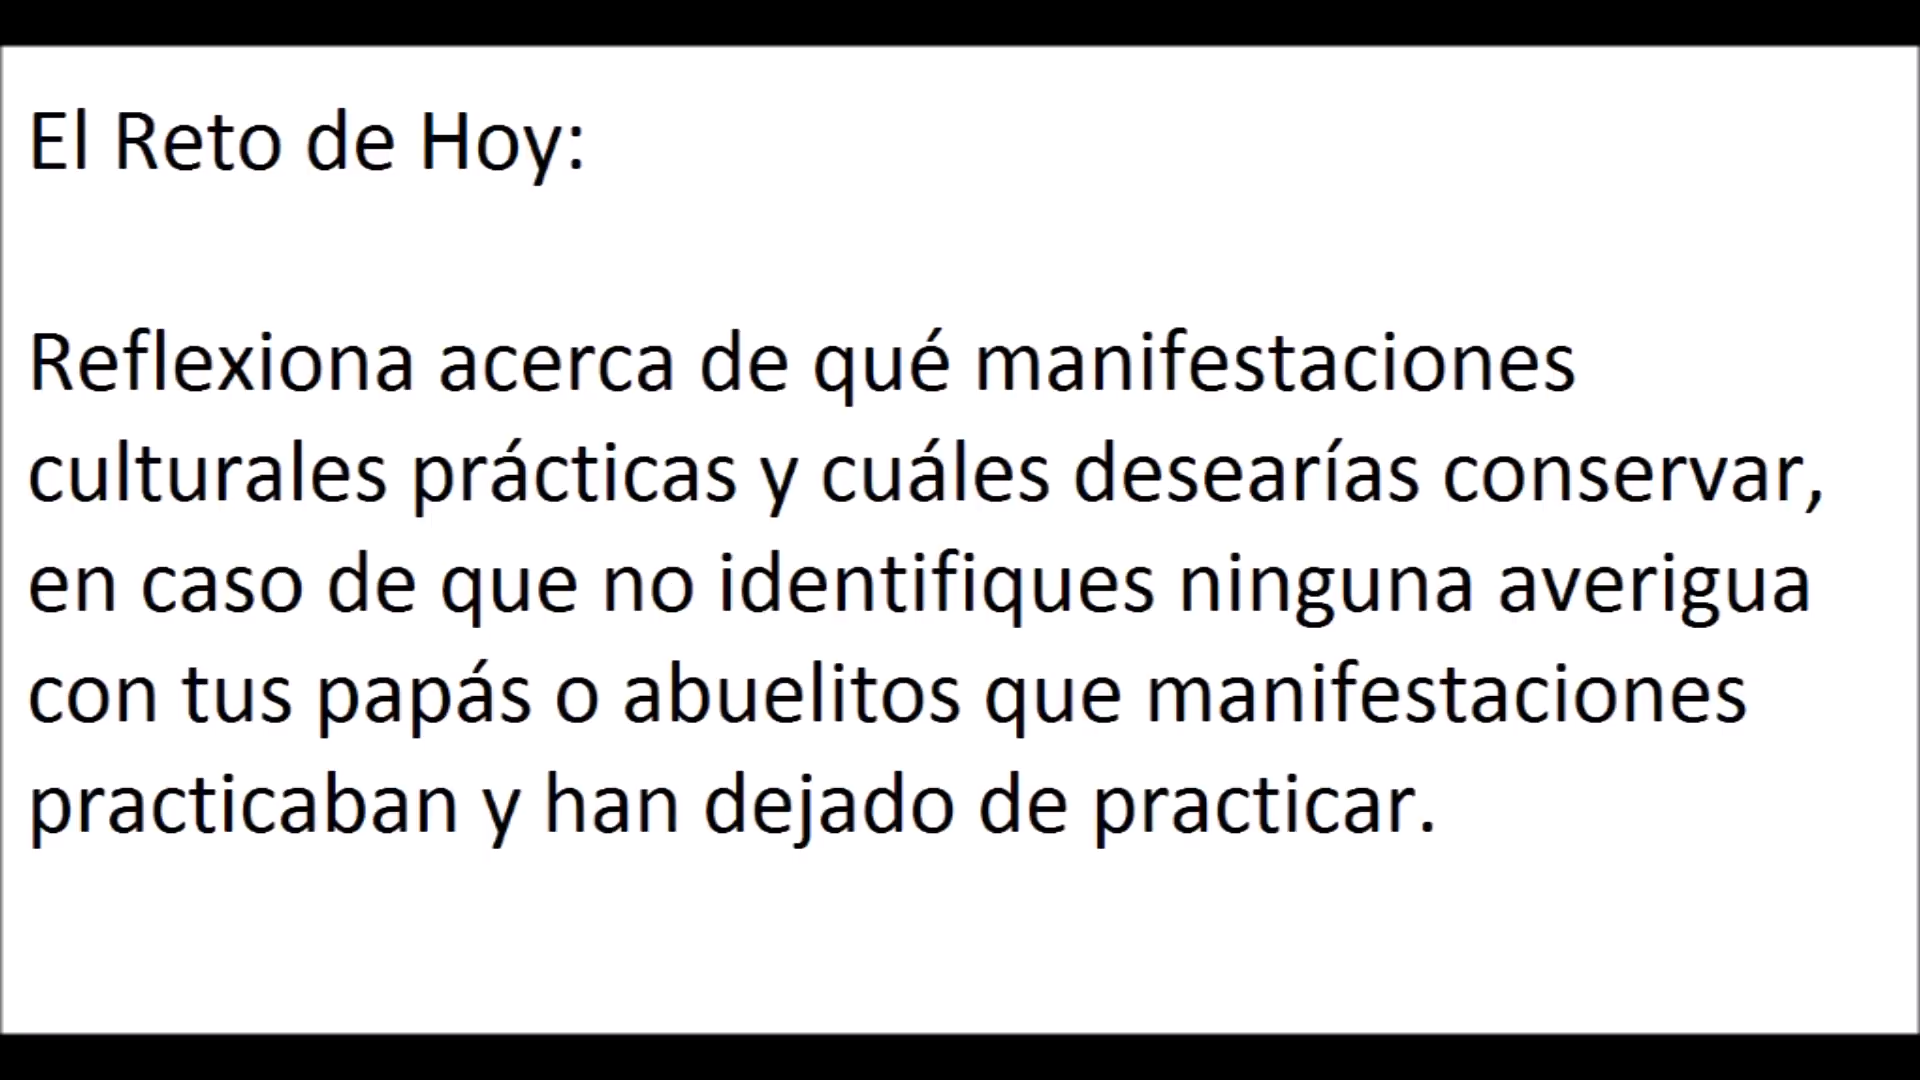 El Reto de Hoy:
Reflexiona acerca de qué manifestaciones
culturales prácticas y cuáles desearías conservar,
en caso de que no identifiques ninguna averigua
con tus papás o abuelitos que manifestaciones
practicaban y han dejado de practicar.